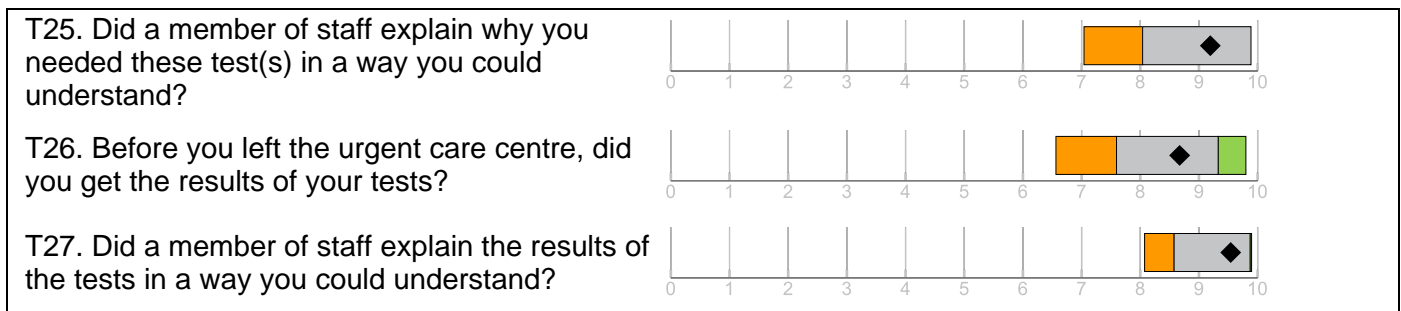 T25. Did a member of staff explain why you
needed these test(s) in a way you could
understand?
0 1 2 3 4 5 6 7 8 9 10
T26. Before you left the urgent care centre, did
you get the results of your tests?
0 1 2 3 4 5 6 7 8 9 10
T27. Did a member of staff explain the results of
the tests in a way you could understand?
0 1 2 3 4 5 6 7 8 9 10